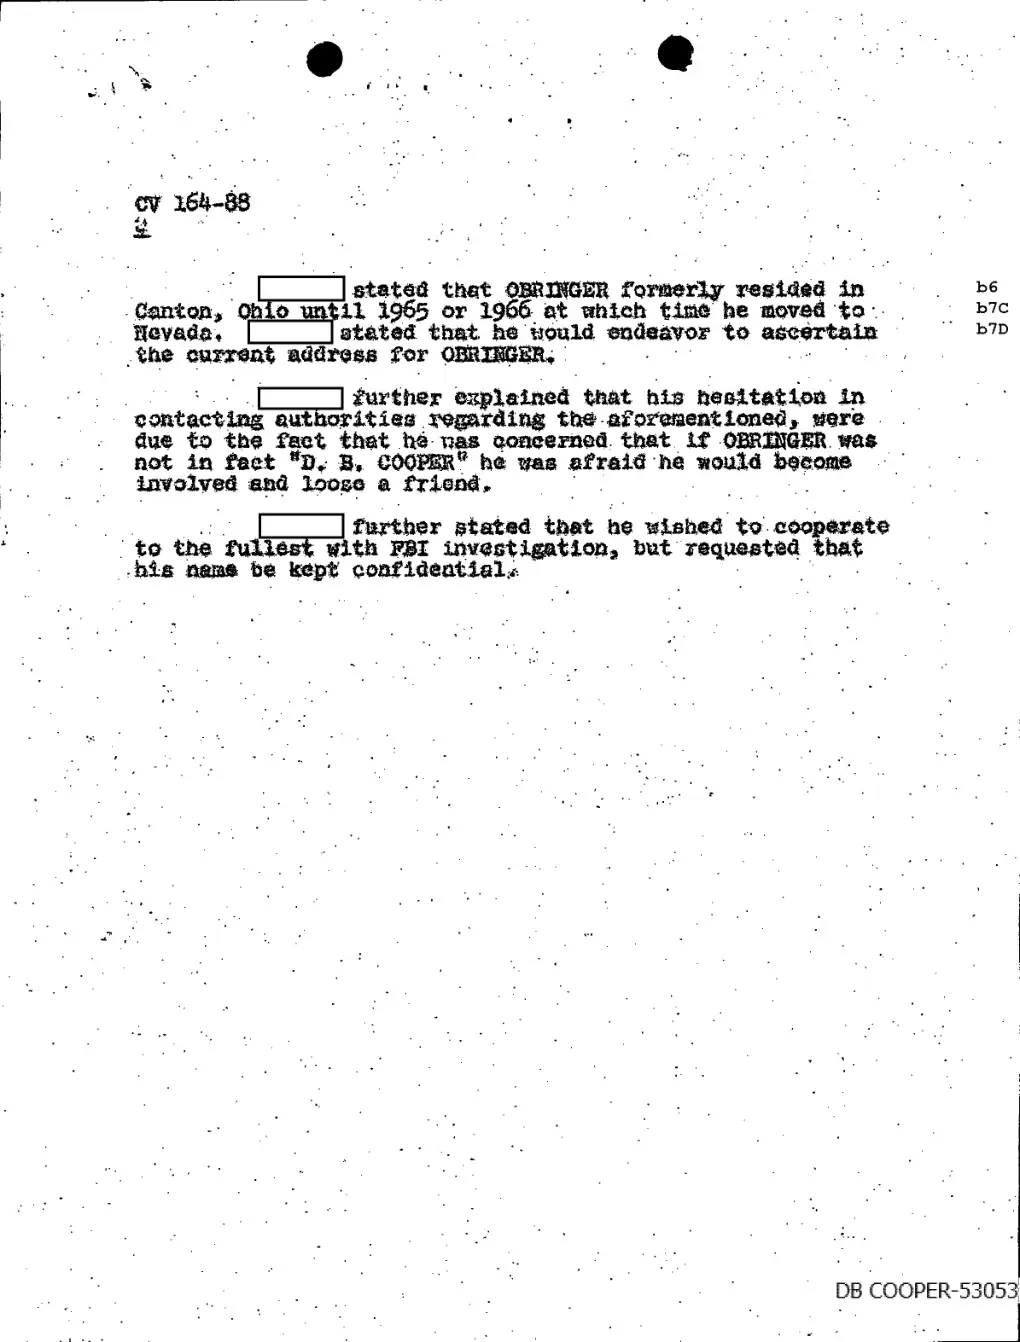 CV 164-88
stated that OBRINGER formerly resided in
Canton, Ohio until 1965 or 1966 at which time he moved to
Nevada. stated that he would endeavor to ascertain
the current address for OBRINGER.
further explained that his hesitation in
contacting authorities regarding the aforementioned, were
due to the fact that he was concerned that if OBRINGER was
not in fact "D. B. COOPER" he was afraid he would become
involved and loose a friend.
further stated that he wished to cooperate
to the fullest with FBI investigation, but requested that
his name be kept confidential.
b6
b7C
b7D
DB COOPER-53053